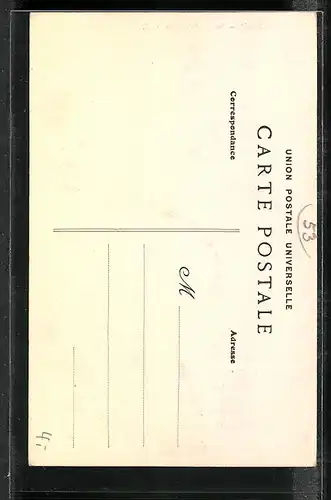 UNION POSTALE UNIVERSELLE
CARTE POSTALE
Correspondance
Adresse
M
53
4,-